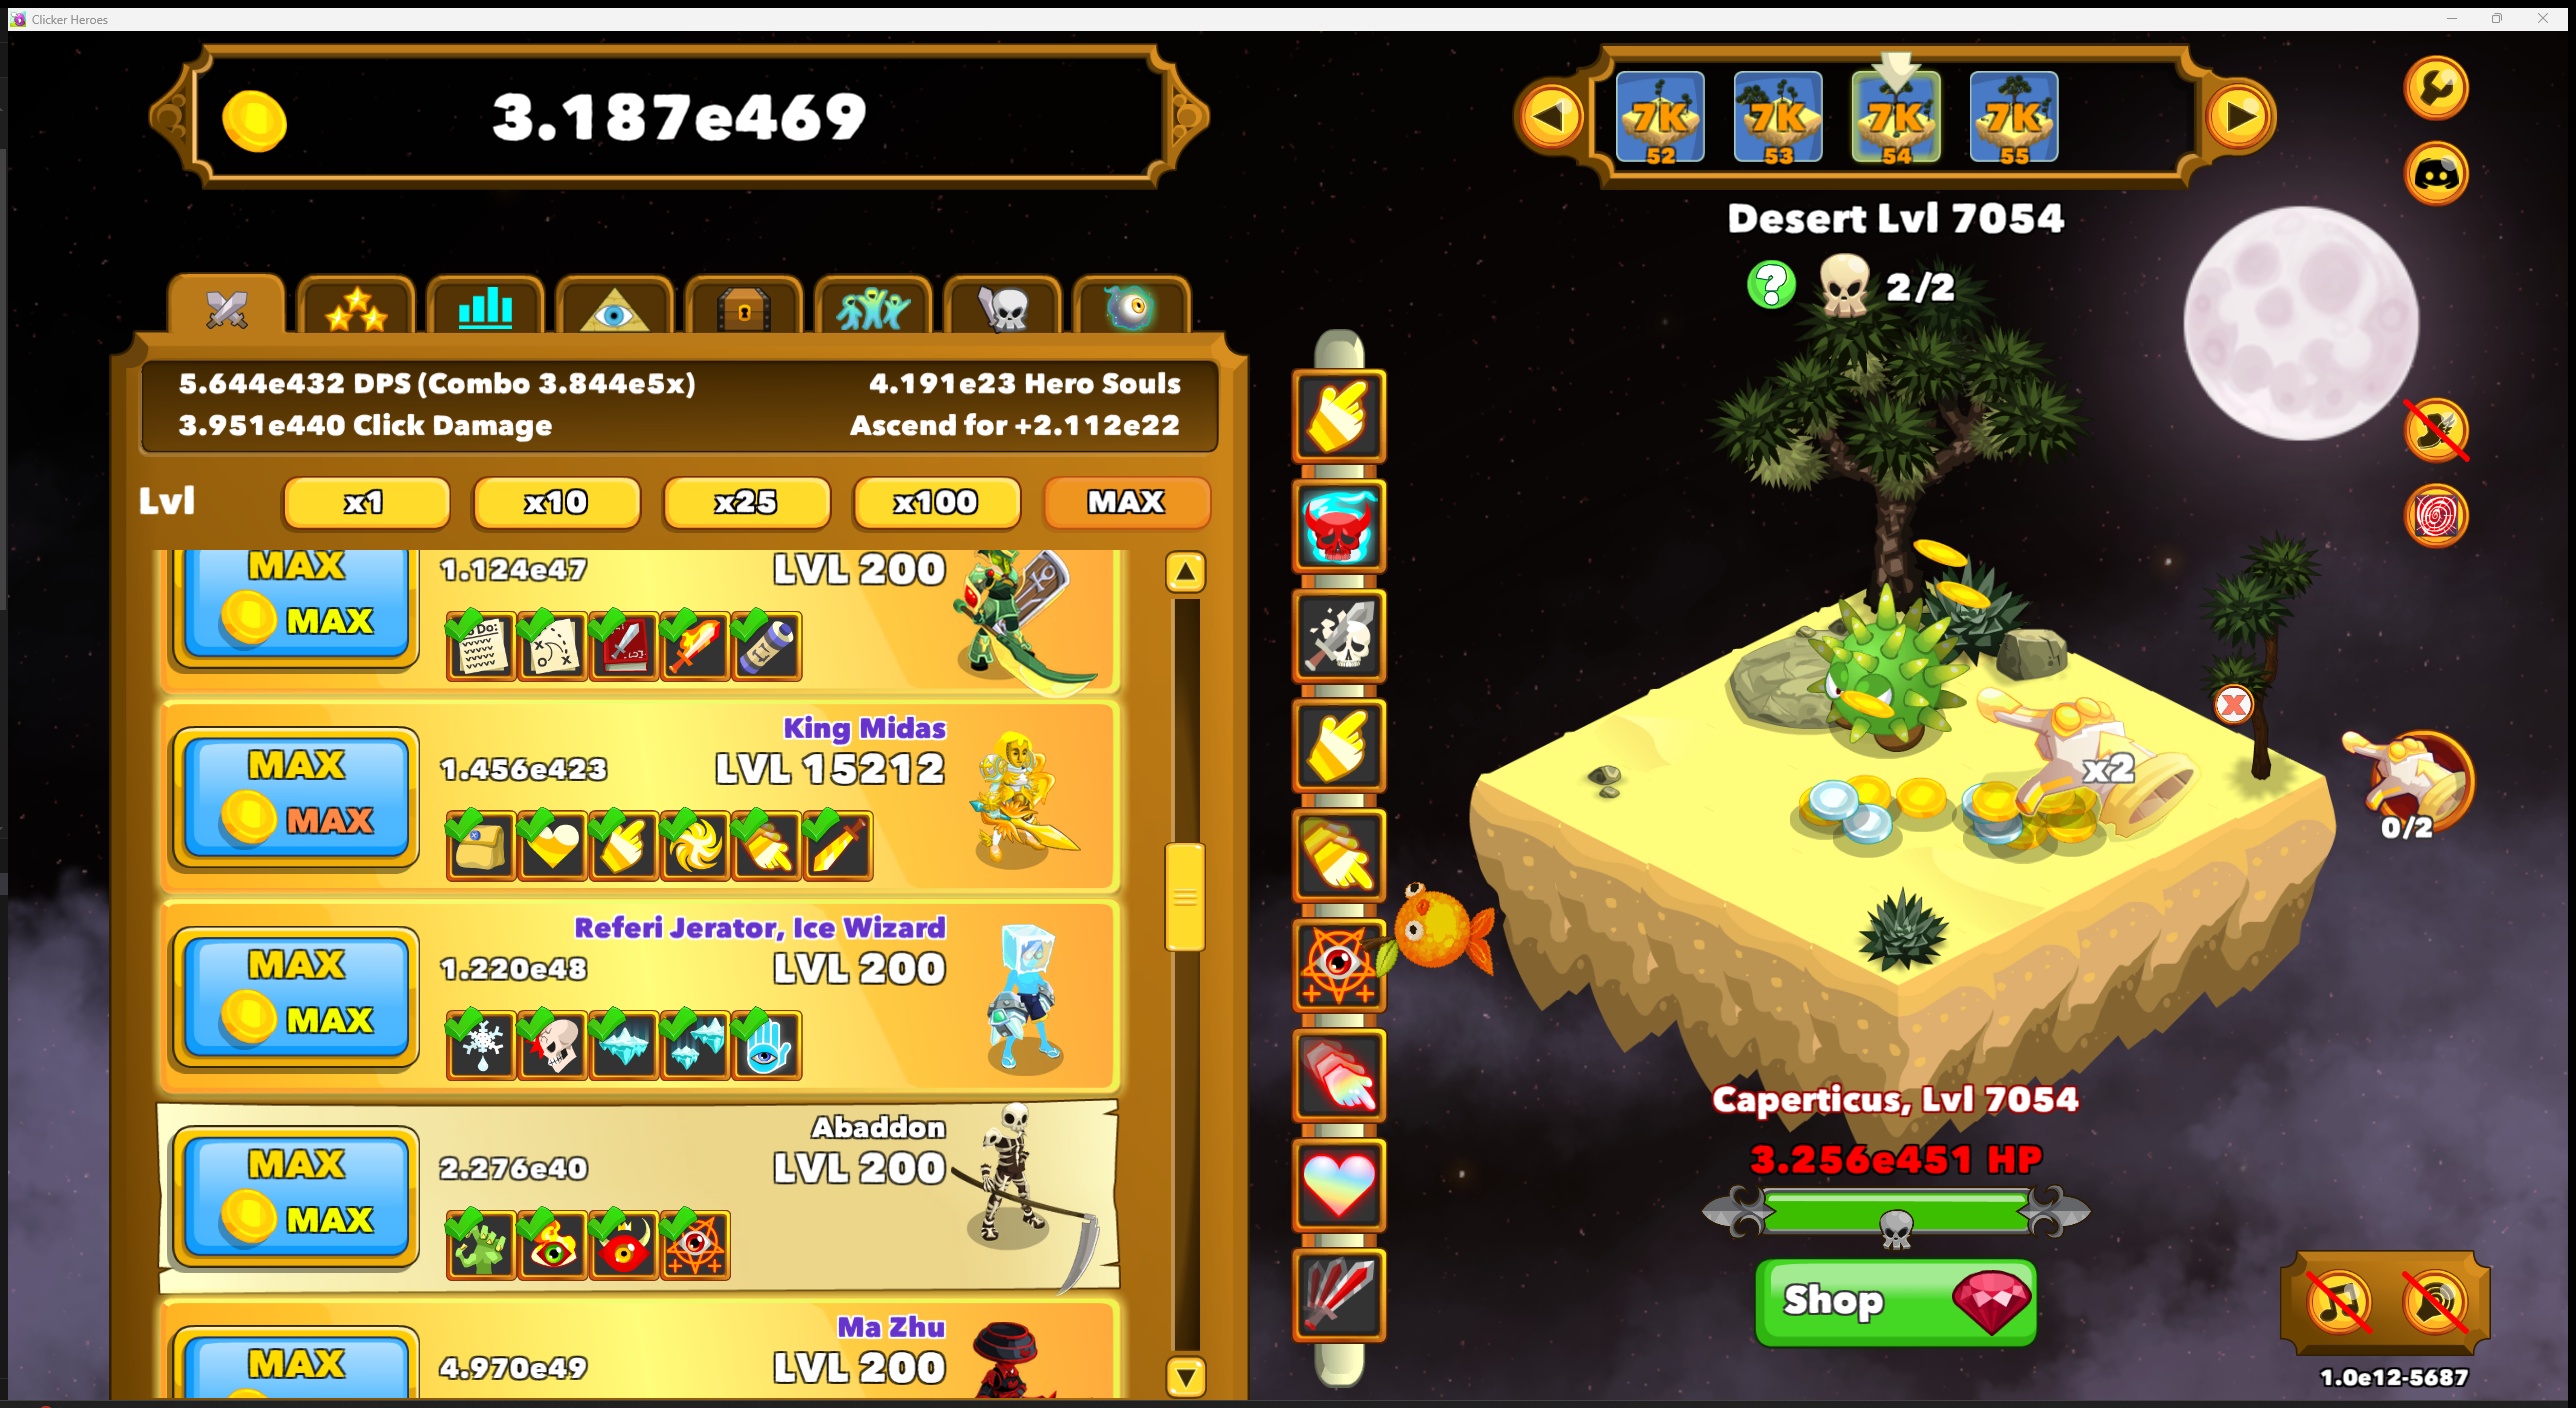 Clicker Heroes
3.187e469
7K
52
7K
53
7K
54
7K
55
Desert Lvl 7054
2/2
5.644e432 DPS (Combo 3.844e5x)
4.191e23 Hero Souls
3.951e440 Click Damage
Ascend for +2.112e22
Lvl
x1
x10
x25
x100
MAX
MAX
MAX
1.124e47
LVL 200
Do:
King Midas
MAX
MAX
1.456e423
LVL 15212
Referi Jerator, Ice Wizard
MAX
MAX
1.220e48
LVL 200
Abaddon
MAX
MAX
2.276e40
LVL 200
Ma Zhu
MAX
4.970e49
LVL 200
x2
0/2
Caperticus, Lvl 7054
3.256e451 HP
Shop
1.0e12-5687